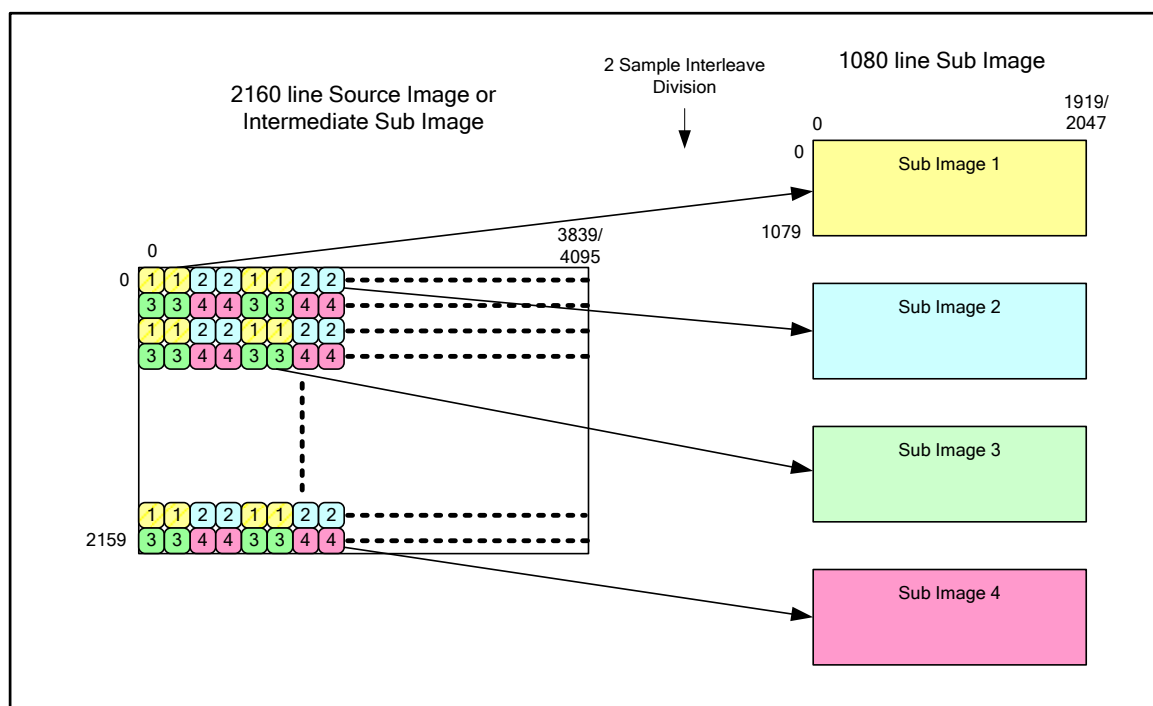 2160 line Source Image or
Intermediate Sub Image
2 Sample Interleave
Division
1080 line Sub Image
0
1919/
2047
0
1079
Sub Image 1
Sub Image 2
Sub Image 3
Sub Image 4
0
3839/
4095
0
1 1 2 2 1 1 2 2
3 3 4 4 3 3 4 4
1 1 2 2 1 1 2 2
3 3 4 4 3 3 4 4
1 1 2 2 1 1 2 2
2159
3 3 4 4 3 3 4 4